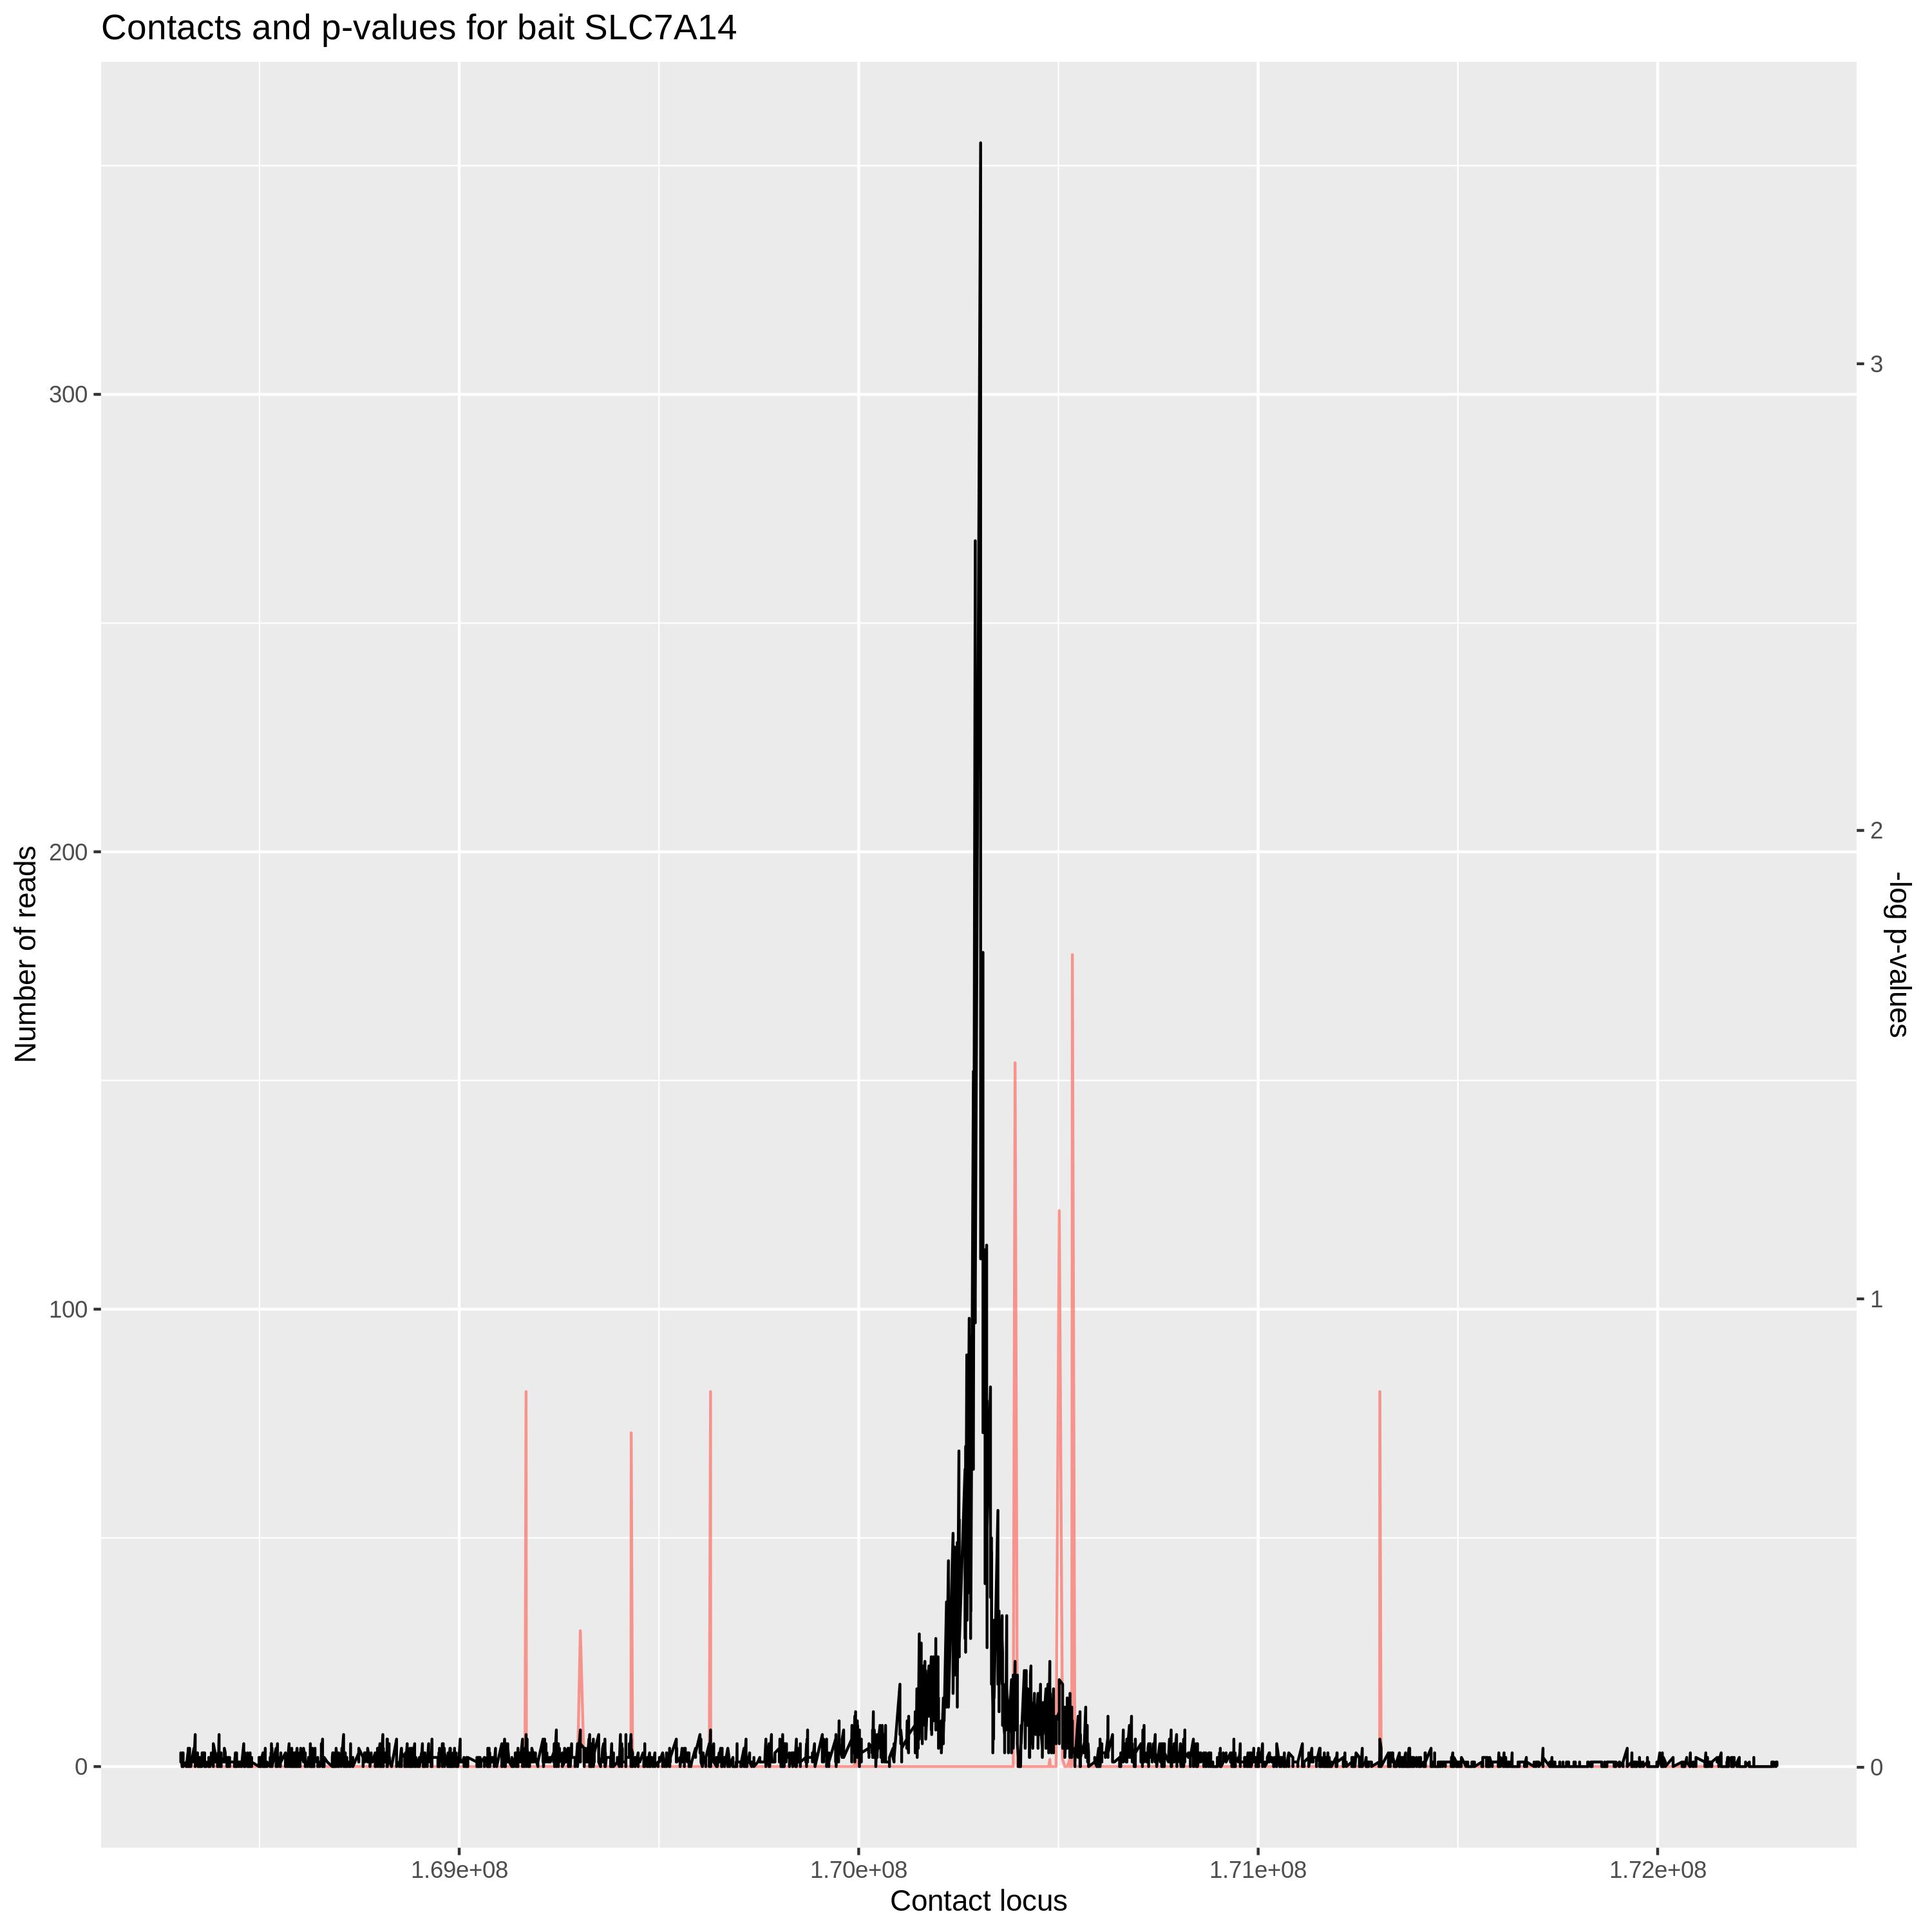 Contacts and p-values for bait SLC7A14
Number of reads
300
200
100
0
3
2
1
0
-log p-values
1.69e+08
1.70e+08
1.71e+08
1.72e+08
Contact locus